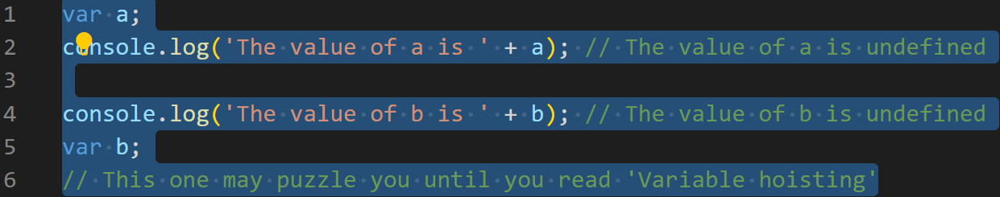 1 var a;
2 console.log('The value of a is ' + a); // The value of a is undefined
3
4 console.log('The value of b is ' + b); // The value of b is undefined
5 var b;
6 // This one may puzzle you until you read 'Variable hoisting'